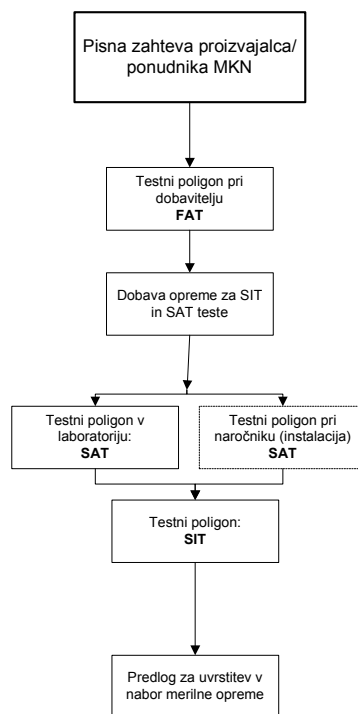 Pisna zahteva proizvajalca/
ponudnika MKN
Testni poligon pri
dobavitelju
FAT
Dobava opreme za SIT
in SAT teste
Testni poligon v
laboratoriju:
SAT
Testni poligon pri
naročniku (instalacija)
SAT
Testni poligon:
SIT
Predlog za uvrstitev v
nabor merilne opreme